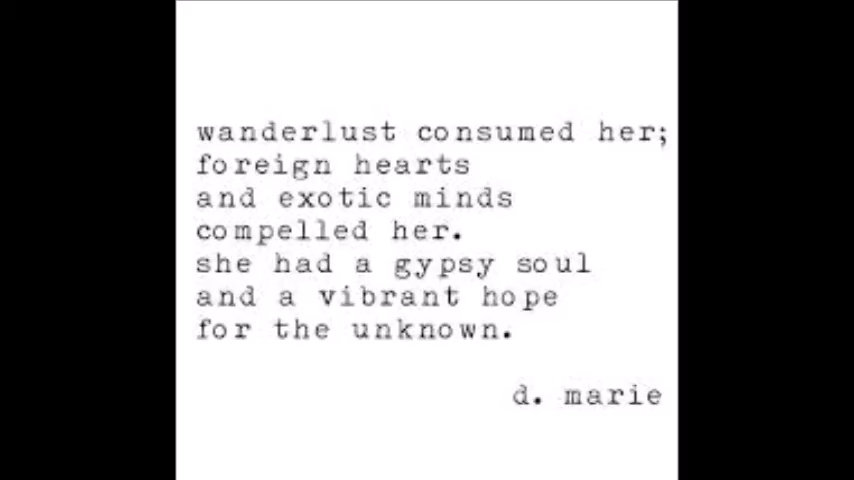 wanderlust consumed her;
foreign hearts
and exotic minds
compelled her.
she had a gypsy soul
and a vibrant hope
for the unknown.
d. marie